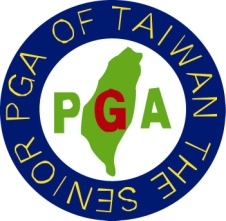 THE SENIOR PGA OF TAIWAN
PGA